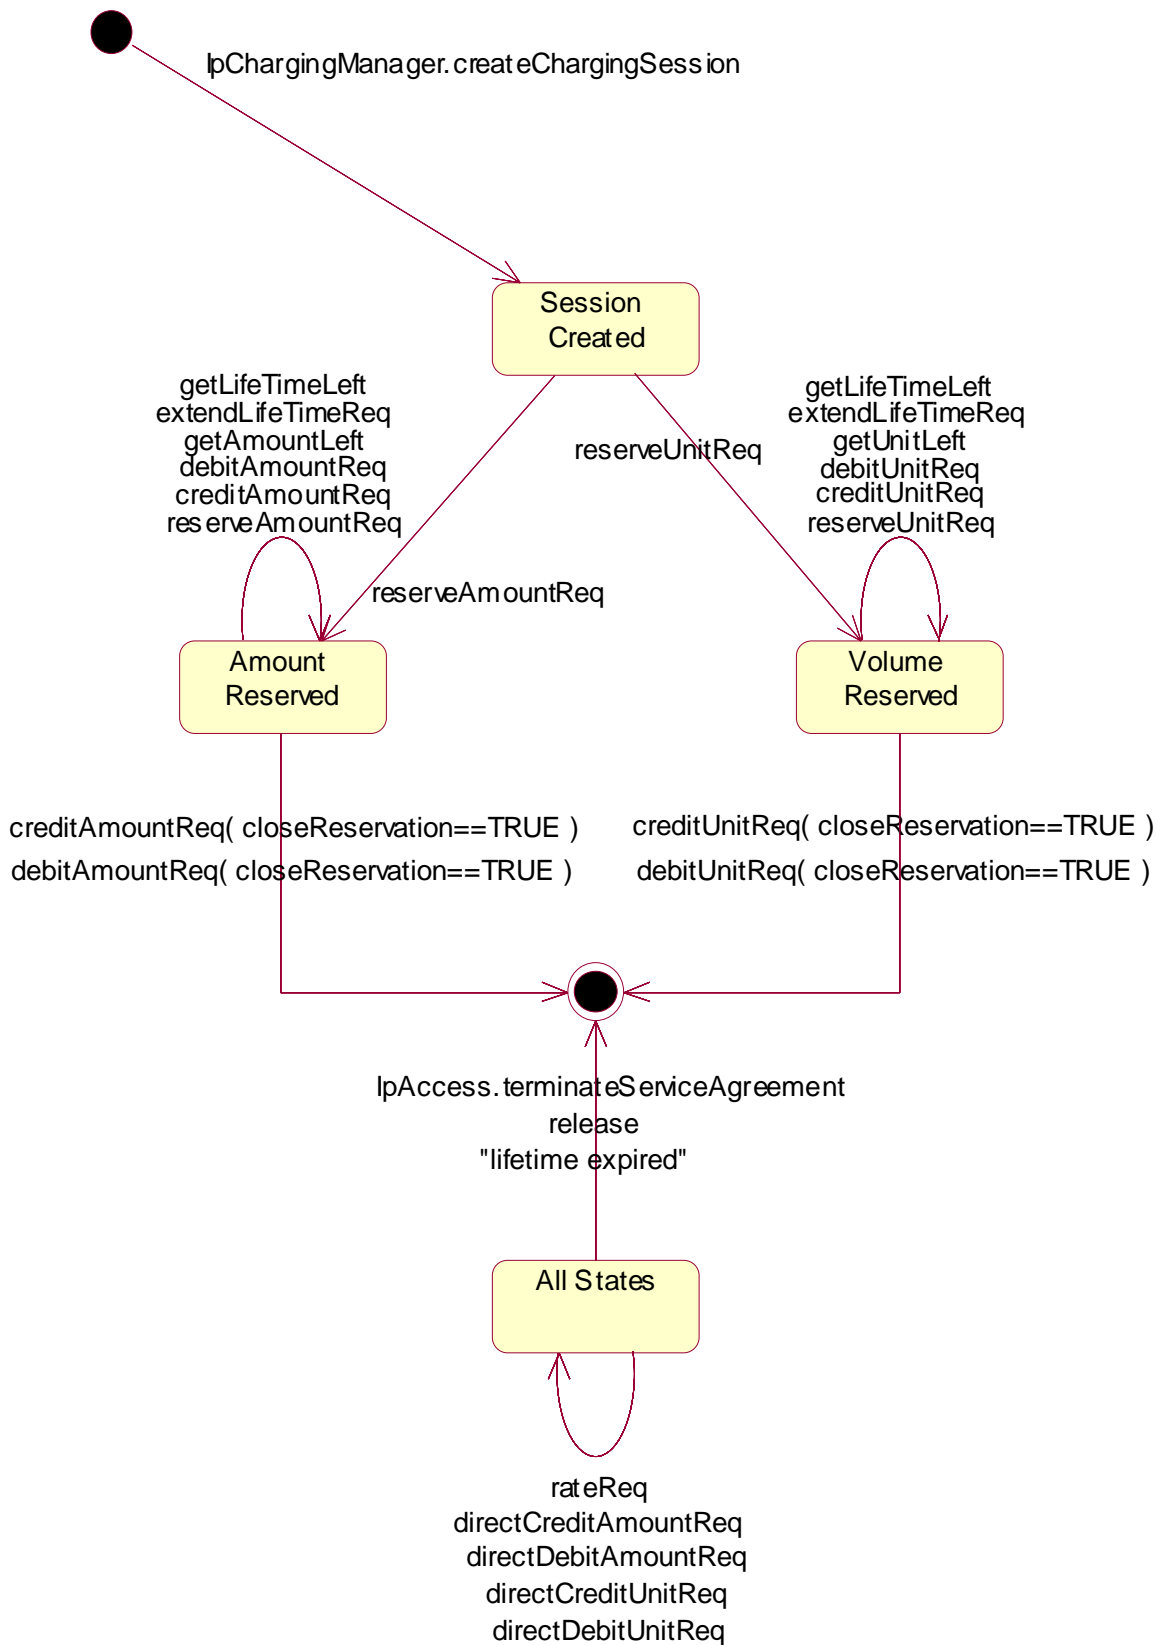 IpChargingManager.createChargingSession
Session
Created
getLifeTimeLeft
extendLifeTimeReq
getAmountLeft
debitAmountReq
creditAmountReq
reserveAmountReq
getLifeTimeLeft
extendLifeTimeReq
getUnitLeft
debitUnitReq
creditUnitReq
reserveUnitReq
reserveUnitReq
reserveAmountReq
Amount
Reserved
Volume
Reserved
creditAmountReq( closeReservation==TRUE )
debitAmountReq( closeReservation==TRUE )
creditUnitReq( closeReservation==TRUE )
debitUnitReq( closeReservation==TRUE )
IpAccess.terminateServiceAgreement
release
"lifetime expired"
All States
rateReq
directCreditAmountReq
directDebitAmountReq
directCreditUnitReq
directDebitUnitReq